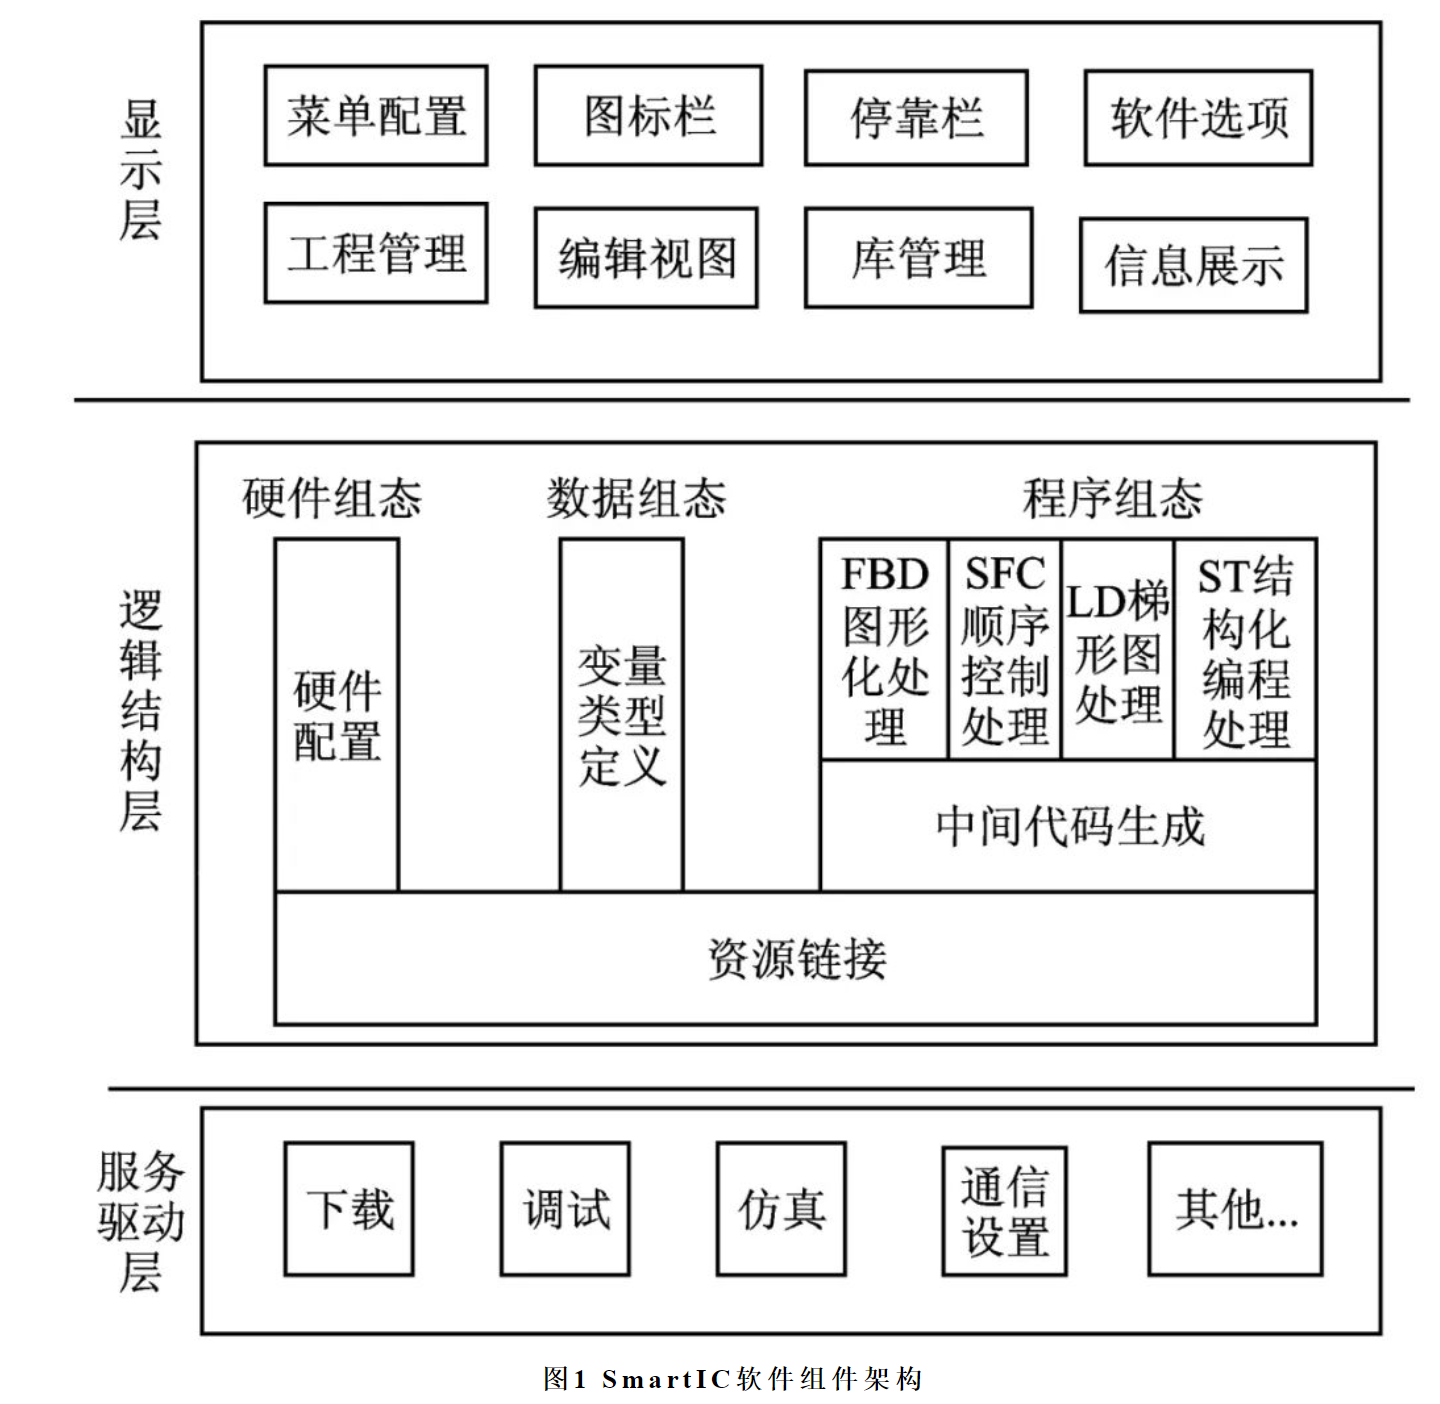 显
示
层
菜单配置
图标栏
停靠栏
软件选项
工程管理
编辑视图
库管理
信息展示
逻
辑
结
构
层
硬件组态
数据组态
程序组态
硬件
配置
变量
类型
定义
FBD
图形
化处
理
SFC
顺序
控制
处理
LD梯
形图
处理
ST结
构化
编程
处理
中间代码生成
资源链接
服务
驱动
层
下载
调试
仿真
通信
设置
其他...
图1 SmartIC软件组件架构